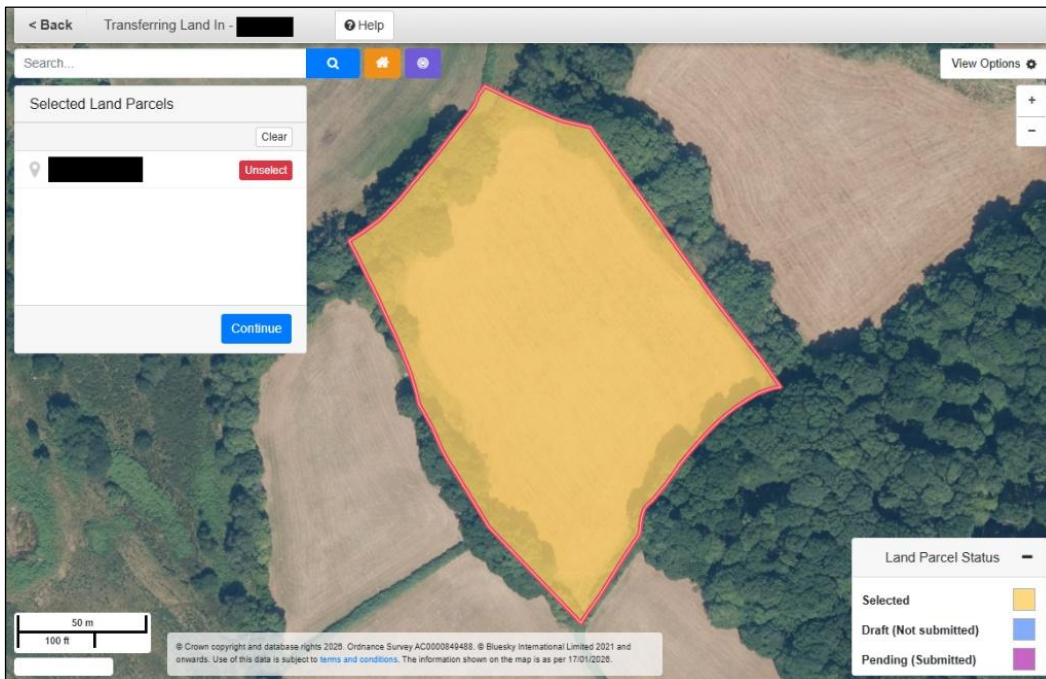 < Back Transferring Land In - Help
Search...
View Options
Selected Land Parcels
+
Clear
−
Unselect
Continue
Land Parcel Status −
Selected
50 m
100 ft
Draft (Not submitted)
© Crown copyright and database rights 2026. Ordnance Survey AC0000849488. © Bluesky International Limited 2021 and
onwards. Use of this data is subject to terms and conditions. The information shown on the map is as per 17/01/2026.
Pending (Submitted)